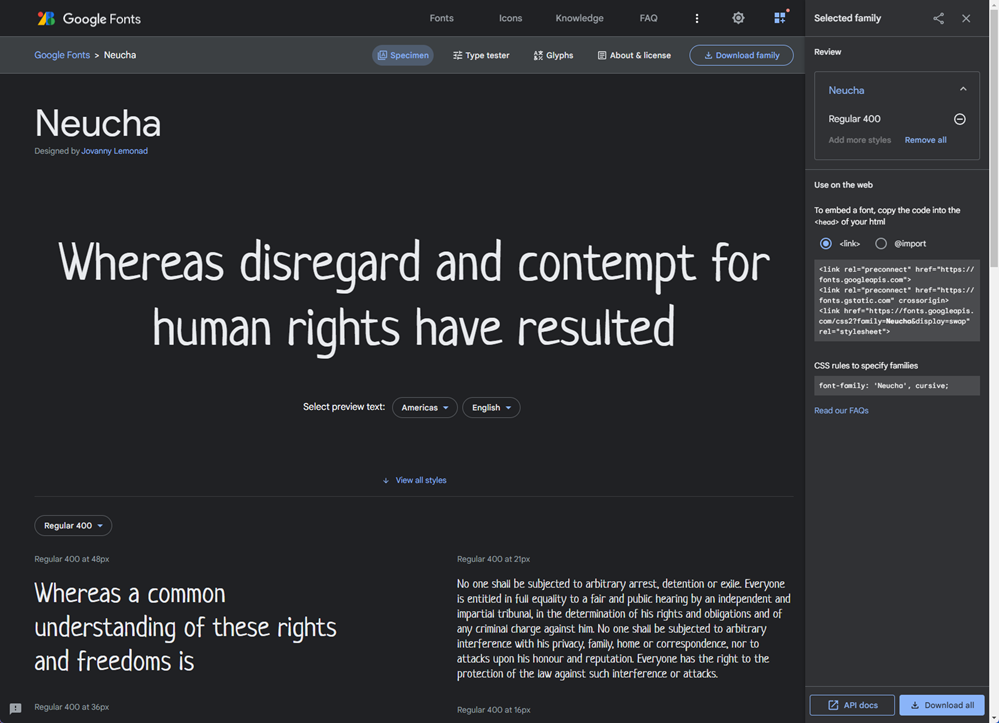 Google Fonts
Fonts
Icons
Knowledge
FAQ
Google Fonts > Neucha
Specimen
Type tester
Glyphs
About & license
Download family
Neucha
Designed by Jovanny Lemonad
Whereas disregard and contempt for
human rights have resulted
Select preview text:
Americas
English
View all styles
Regular 400
Regular 400 at 48px
Whereas a common
understanding of these rights
and freedoms is
Regular 400 at 21px
No one shall be subjected to arbitrary arrest, detention or exile. Everyone
is entitled in full equality to a fair and public hearing by an independent and
impartial tribunal, in the determination of his rights and obligations and of
any criminal charge against him. No one shall be subjected to arbitrary
interference with his privacy, family, home or correspondence, nor to
attacks upon his honour and reputation. Everyone has the right to the
protection of the law against such interference or attacks.
Regular 400 at 36px
Regular 400 at 16px
Selected family
Review
Neucha
Regular 400
Add more styles
Remove all
Use on the web
To embed a font, copy the code into the
<head> of your html
<link>
@import
<link rel="preconnect" href="https://
fonts.googleapis.com">
<link rel="preconnect" href="https://
fonts.gstatic.com" crossorigin>
<link href="https://fonts.googleapis.
com/css2?family=Neucha&display=swap"
rel="stylesheet">
CSS rules to specify families
font-family: 'Neucha', cursive;
Read our FAQs
API docs
Download all